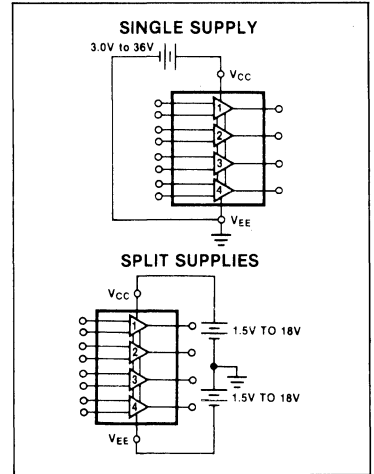 SINGLE SUPPLY
3.0V to 36V
VCC
1
2
3
4
VEE
SPLIT SUPPLIES
VCC
1
1.5V TO 18V
2
3
1.5V TO 18V
4
VEE